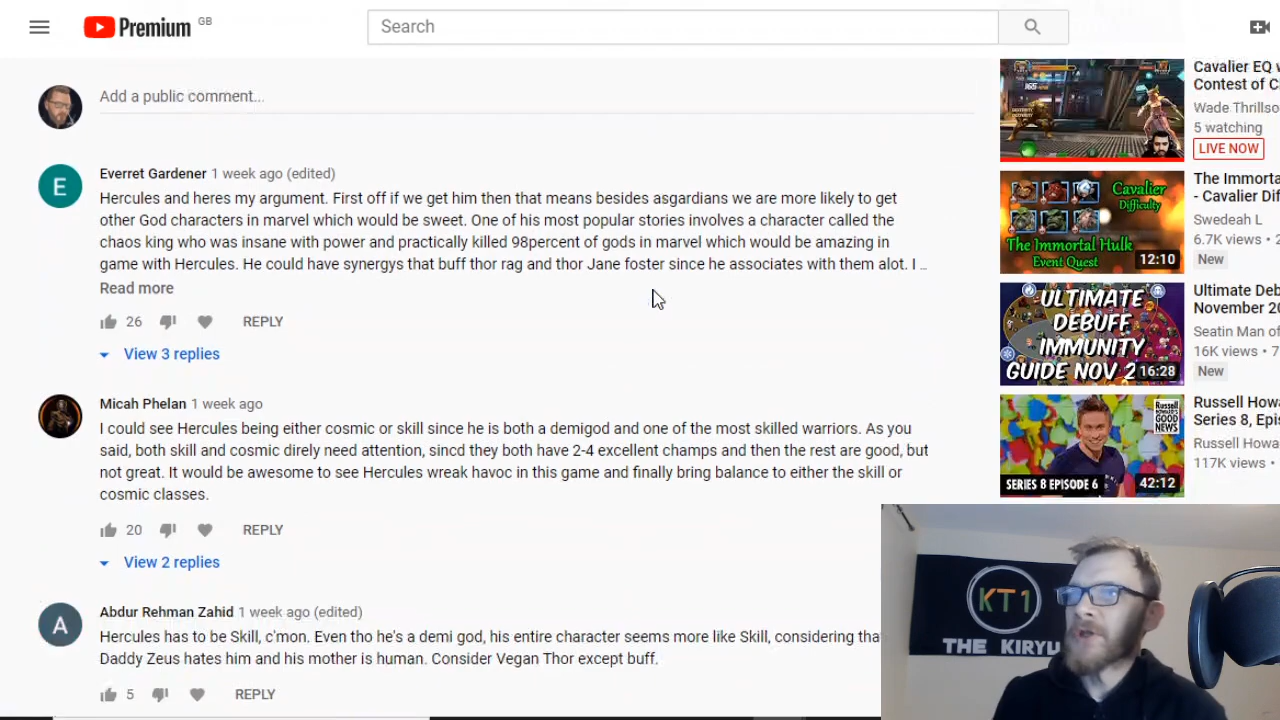 Premium GB
Search
Add a public comment...
Everret Gardener 1 week ago (edited)
Hercules and heres my argument. First off if we get him then that means besides asgardians we are more likely to get
other God characters in marvel which would be sweet. One of his most popular stories involves a character called the
chaos king who was insane with power and practically killed 98percent of gods in marvel which would be amazing in
game with Hercules. He could have synergys that buff thor rag and thor Jane foster since he associates with them alot. I ...
Read more
26 REPLY
View 3 replies
Micah Phelan 1 week ago
I could see Hercules being either cosmic or skill since he is both a demigod and one of the most skilled warriors. As you
said, both skill and cosmic direly need attention, sincd they both have 2-4 excellent champs and then the rest are good, but
not great. It would be awesome to see Hercules wreak havoc in this game and finally bring balance to either the skill or
cosmic classes.
20 REPLY
View 2 replies
Abdur Rehman Zahid 1 week ago (edited)
Hercules has to be Skill, c'mon. Even tho he's a demi god, his entire character seems more like Skill, considering tha
Daddy Zeus hates him and his mother is human. Consider Vegan Thor except buff.
5 REPLY
Cavalier EQ w
Contest of C
Wade Thrillso
5 watching
LIVE NOW
Cavalier
Difficulty
The Immortal Hulk
Event Quest
12:10
The Immorta
- Cavalier Dif
Swedeah L
6.7K views • 2
New
ULTIMATE
DEBUFF
IMMUNITY
GUIDE NOV 2
16:28
Ultimate Deb
November 20
Seatin Man of
16K views • 7
New
Russell Howard's
GOOD
NEWS
SERIES 8 EPISODE 6
42:12
Russell Howa
Series 8, Epis
Russell Howa
117K views •
KT1
THE KIRYU